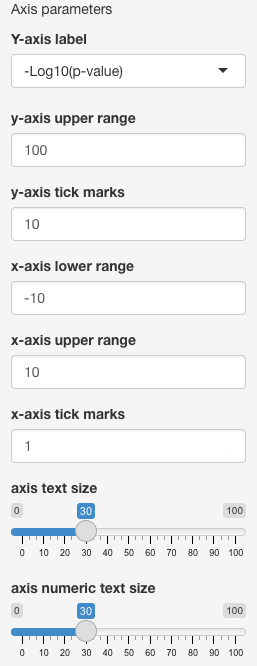 Axis parameters
Y-axis label
-Log10(p-value)
y-axis upper range
100
y-axis tick marks
10
x-axis lower range
-10
x-axis upper range
10
x-axis tick marks
1
axis text size
0 30 100
0 10 20 30 40 50 60 70 80 90 100
axis numeric text size
0 30 100
0 10 20 30 40 50 60 70 80 90 100